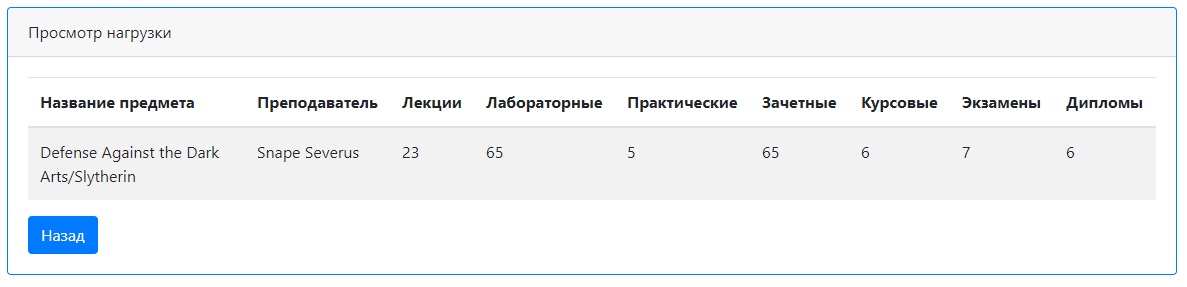 Просмотр нагрузки
Название предмета Преподаватель Лекции Лабораторные Практические Зачетные Курсовые Экзамены Дипломы
Defense Against the Dark Snape Severus 23 65 5 65 6 7 6
Arts/Slytherin
Назад